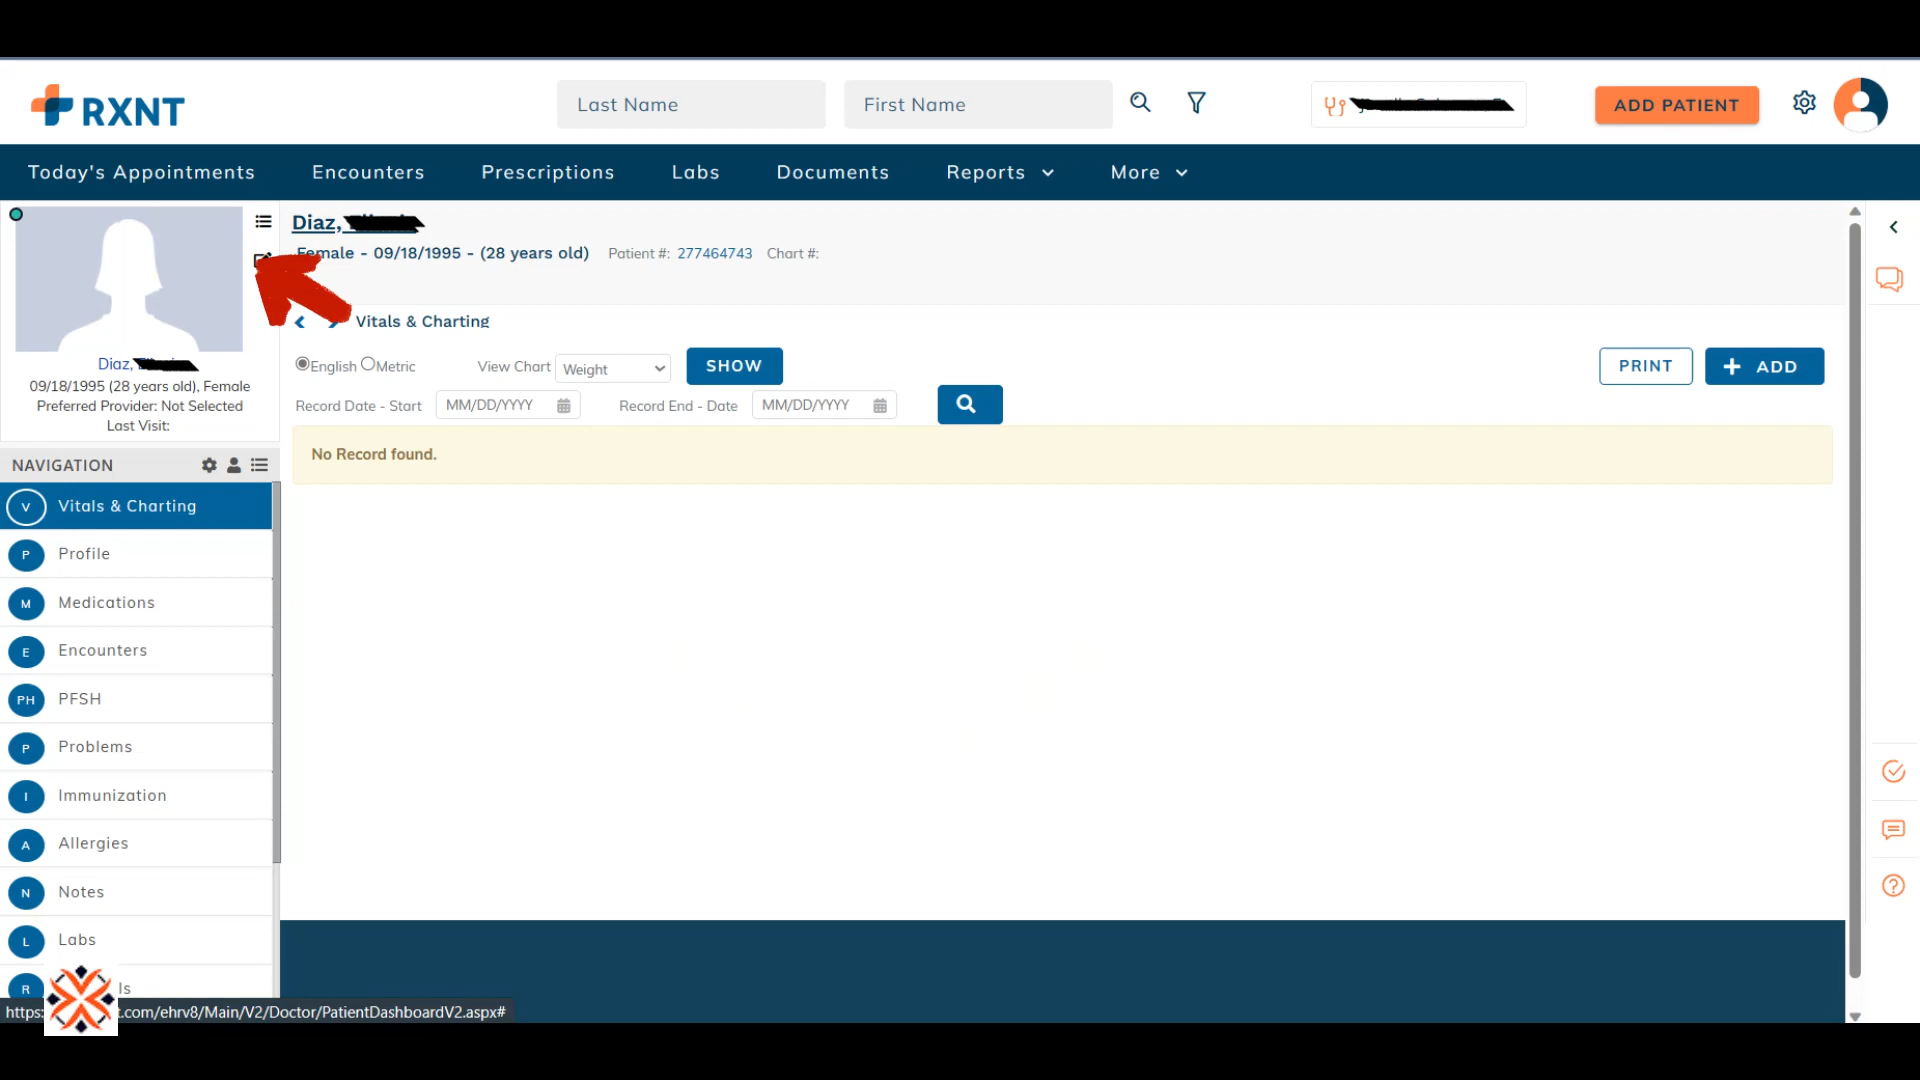 RXNT
Last Name
First Name
ADD PATIENT
Today's Appointments Encounters Prescriptions Labs Documents Reports More
Diaz,
Female - 09/18/1995 - (28 years old) Patient #: 277464743 Chart #:
Vitals & Charting
English Metric View Chart Weight SHOW PRINT + ADD
Record Date - Start MM/DD/YYYY Record End - Date MM/DD/YYYY
No Record found.
Diaz,
09/18/1995 (28 years old), Female
Preferred Provider: Not Selected
Last Visit:
NAVIGATION
V Vitals & Charting
P Profile
M Medications
E Encounters
PH PFSH
P Problems
I Immunization
A Allergies
N Notes
L Labs
R ls
https: t.com/ehrv8/Main/V2/Doctor/PatientDashboardV2.aspx#